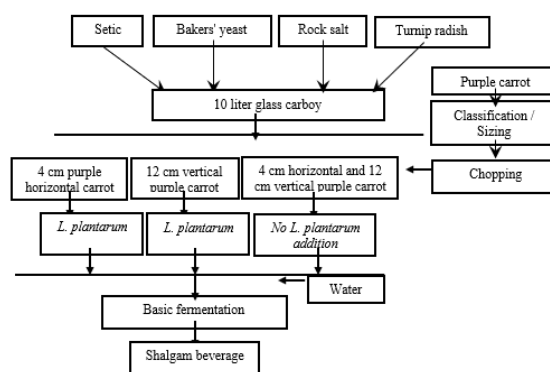 Setic
Bakers' yeast
Rock salt
Turnip radish
10 liter glass carboy
Purple carrot
Classification /
Sizing
Chopping
4 cm purple
horizontal carrot
12 cm vertical
purple carrot
4 cm horizontal and 12
cm vertical purple carrot
L. plantarum
L. plantarum
No L. plantarum
addition
Water
Basic fermentation
Shalgam beverage